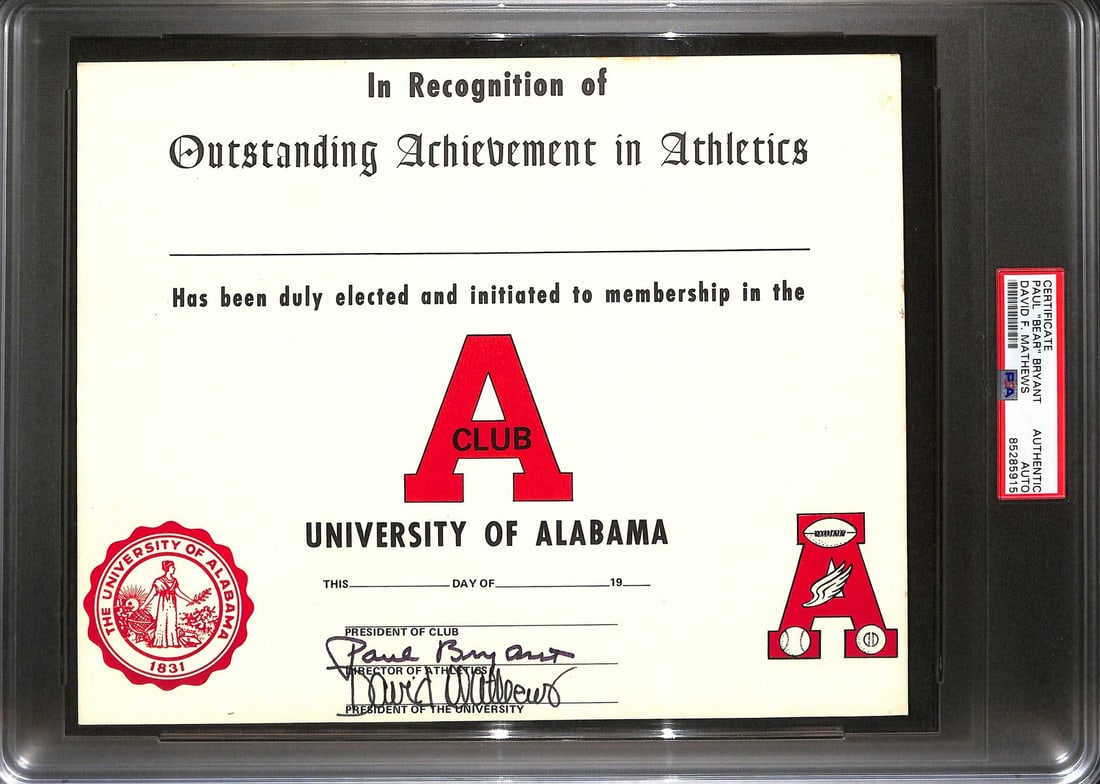 In Recognition of
Outstanding Achievement in Athletics
Has been duly elected and initiated to membership in the
A
CLUB
UNIVERSITY OF ALABAMA
THIS DAY OF 19
PRESIDENT OF CLUB
Paul Bryant
DIRECTOR OF ATHLETICS
David Mathews
PRESIDENT OF THE UNIVERSITY
THE UNIVERSITY OF ALABAMA
1831
A
CERTIFICATE
PAUL "BEAR" BRYANT AUTHENTIC
DAVID F. MATHEWS AUTO
PSA 85285915